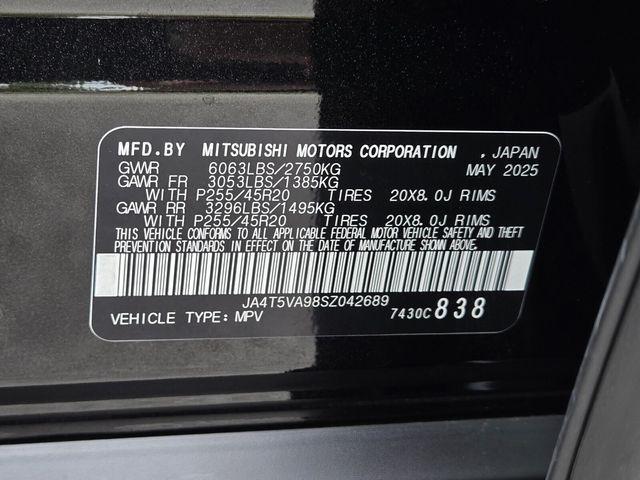 MFD.BY MITSUBISHI MOTORS CORPORATION , JAPAN
GVWR 6063LBS/2750KG MAY 2025
GAWR FR 3053LBS/1385KG
WITH P255/45R20 TIRES 20X8.0J RIMS
GAWR RR 3296LBS/1495KG
WITH P255/45R20 TIRES 20X8.0J RIMS
THIS VEHICLE CONFORMS TO ALL APPLICABLE FEDERAL MOTOR VEHICLE SAFETY AND THEFT
PREVENTION STANDARDS IN EFFECT ON THE DATE OF MANUFACTURE SHOWN ABOVE.
JA4T5VA98SZ042689
VEHICLE TYPE: MPV 7430C 838